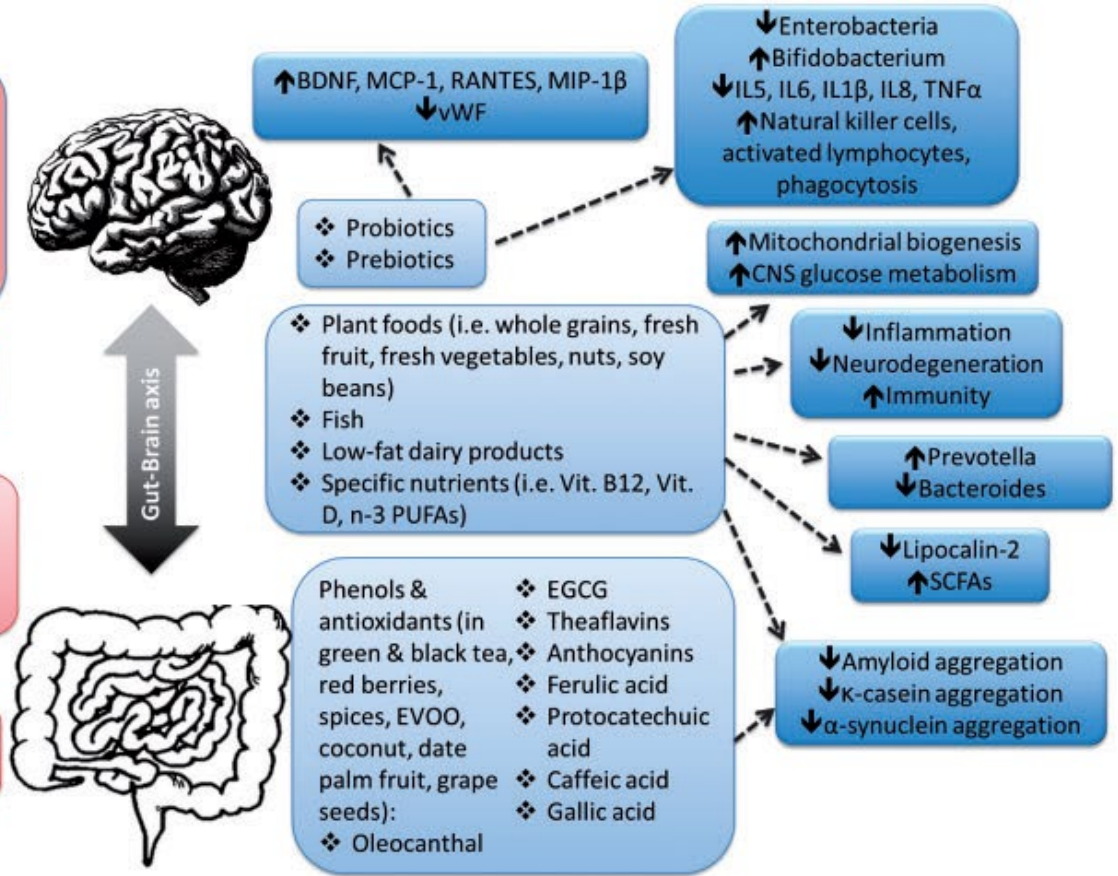 ↑BDNF, MCP-1, RANTES, MIP-1β
↓vWF
↓Enterobacteria
↑Bifidobacterium
↓IL5, IL6, IL1β, IL8, TNFα
↑Natural killer cells,
activated lymphocytes,
phagocytosis
❖ Probiotics
❖ Prebiotics
↑Mitochondrial biogenesis
↑CNS glucose metabolism
Gut-Brain axis
❖ Plant foods (i.e. whole grains, fresh
fruit, fresh vegetables, nuts, soy
beans)
❖ Fish
❖ Low-fat dairy products
❖ Specific nutrients (i.e. Vit. B12, Vit.
D, n-3 PUFAs)
↓Inflammation
↓Neurodegeneration
↑Immunity
↑Prevotella
↓Bacteroides
↓Lipocalin-2
↑SCFAs
Phenols &
antioxidants (in
green & black tea,
red berries,
spices, EVOO,
coconut, date
palm fruit, grape
seeds):
❖ Oleocanthal
❖ EGCG
❖ Theaflavins
❖ Anthocyanins
❖ Ferulic acid
❖ Protocatechuic
acid
❖ Caffeic acid
❖ Gallic acid
↓Amyloid aggregation
↓κ-casein aggregation
↓α-synuclein aggregation